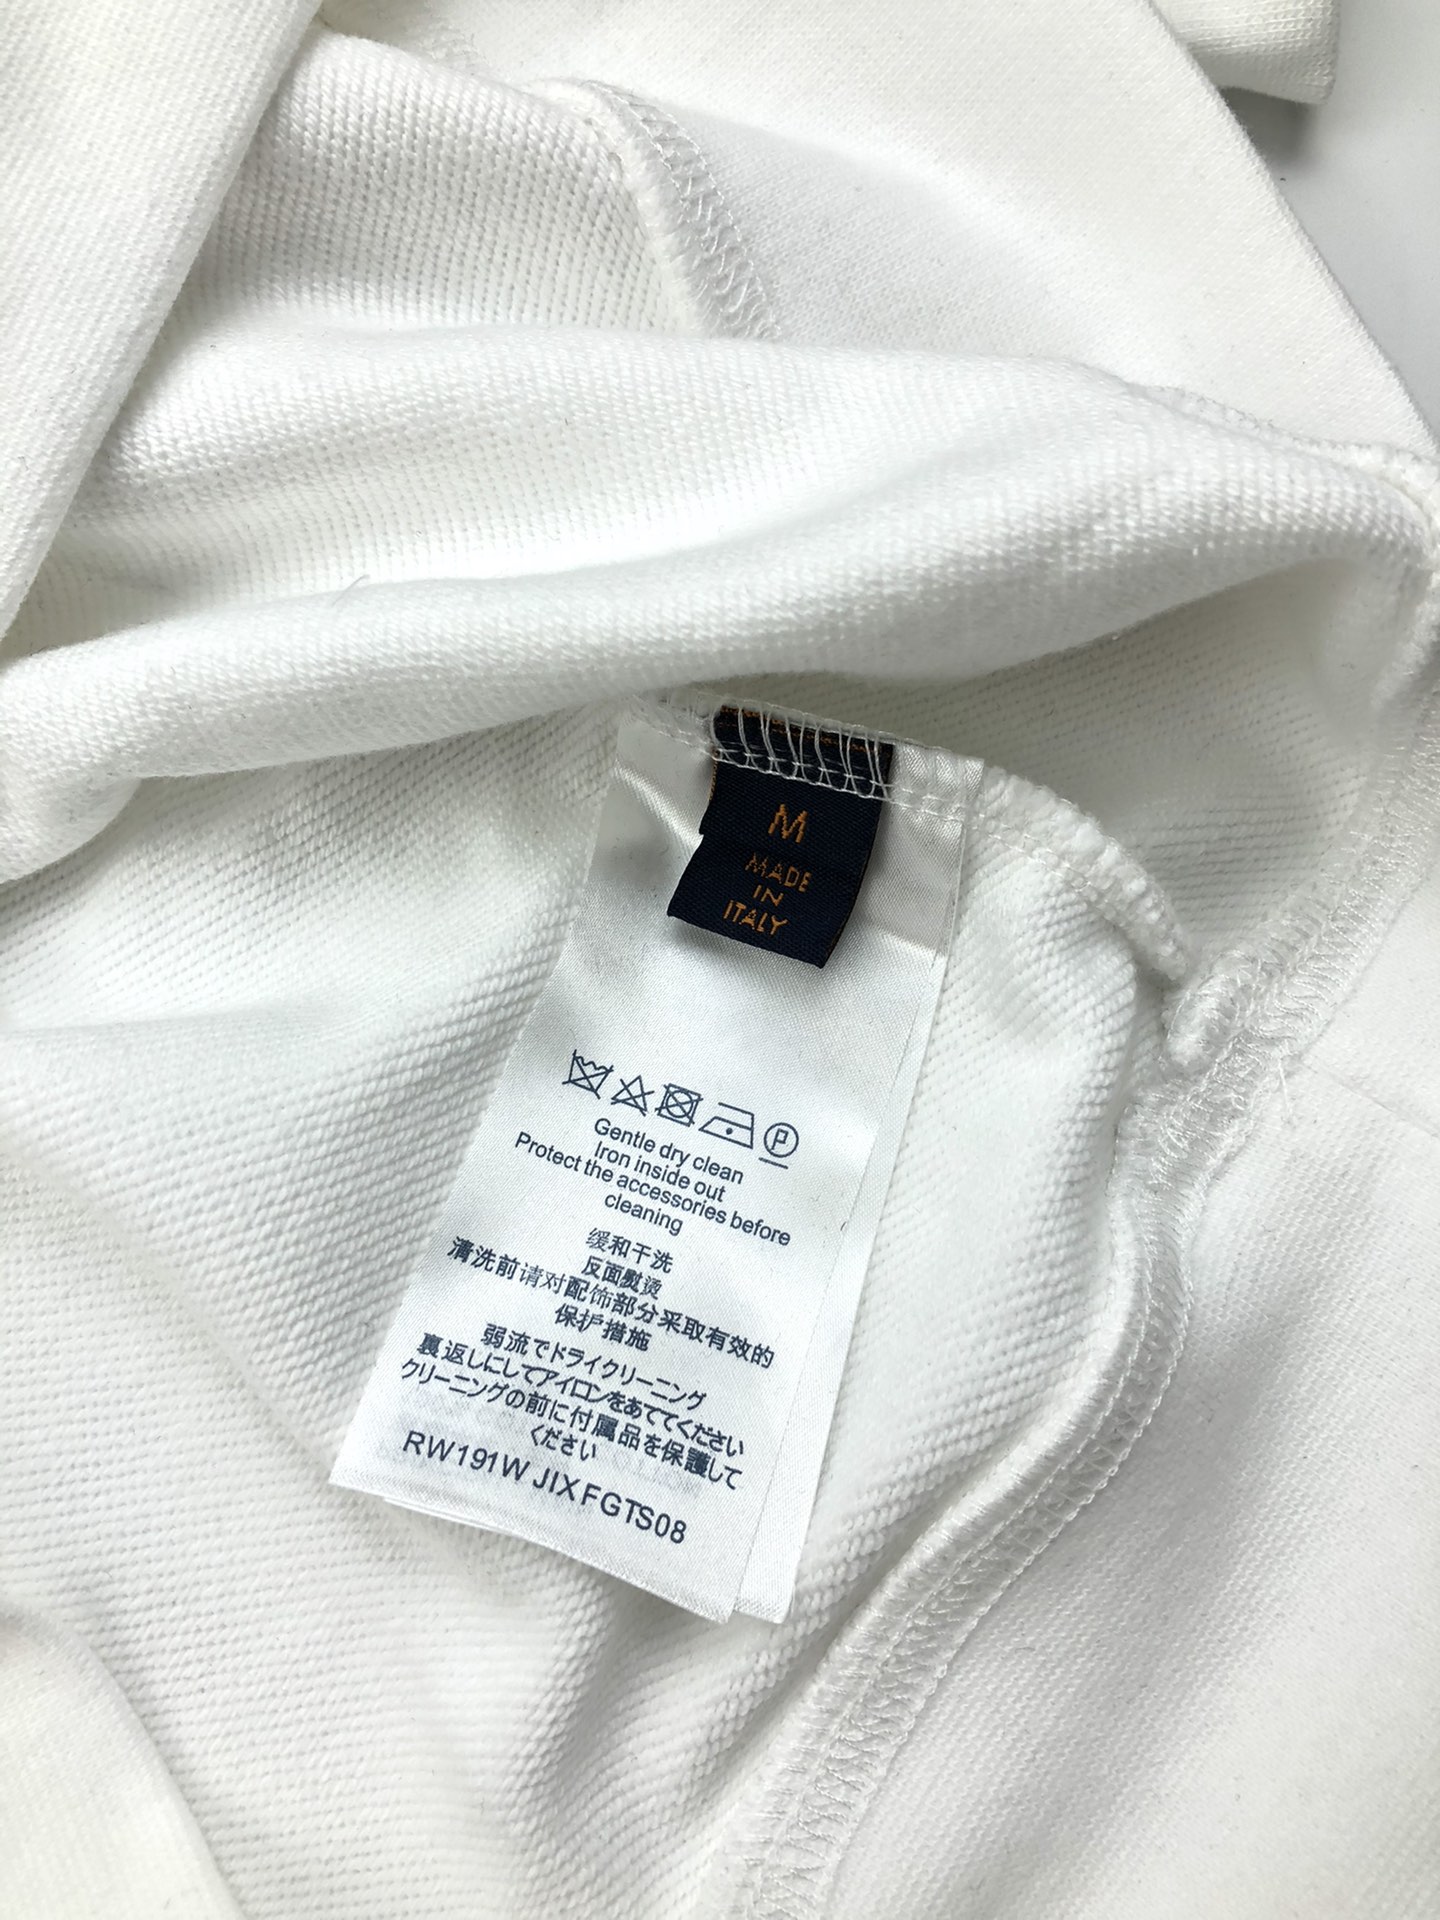 M
MADE
IN
ITALY
P
Gentle dry clean
Iron inside out
Protect the accessories before
cleaning
缓和干洗
反面熨烫
清洗前请对配饰部分采取有效的
保护措施
弱流でドライクリーニング
裏返しにしてアイロンをあててください
クリーニングの前に付属品を保護して
ください
RW191W JIX FGTS08